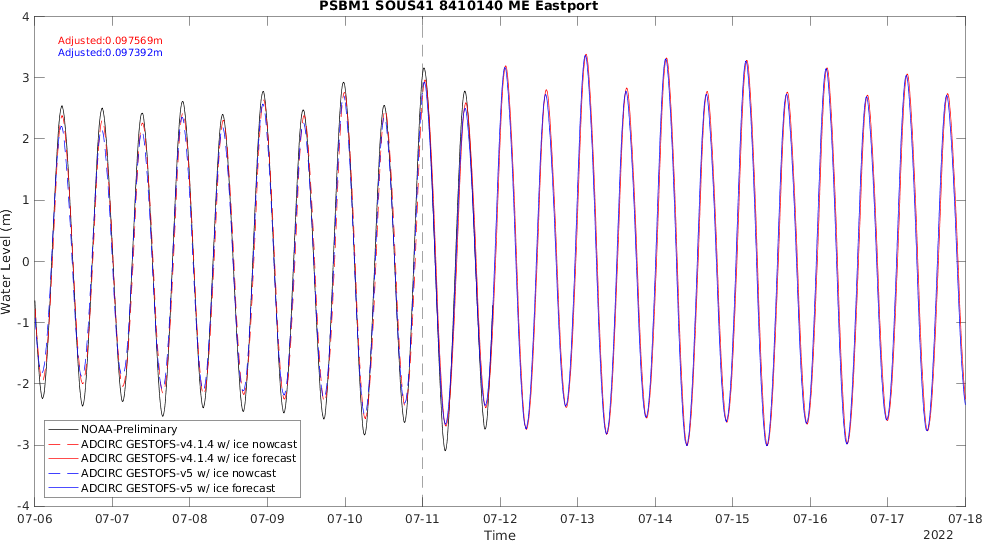 PSBM1 SOUS41 8410140 ME Eastport
Adjusted:0.097569m
Adjusted:0.097392m
4
3
2
1
0
-1
-2
-3
-4
Water Level (m)
NOAA-Preliminary
ADCIRC GESTOFS-v4.1.4 w/ ice nowcast
ADCIRC GESTOFS-v4.1.4 w/ ice forecast
ADCIRC GESTOFS-v5 w/ ice nowcast
ADCIRC GESTOFS-v5 w/ ice forecast
07-06 07-07 07-08 07-09 07-10 07-11 07-12 07-13 07-14 07-15 07-16 07-17 07-18
Time
2022